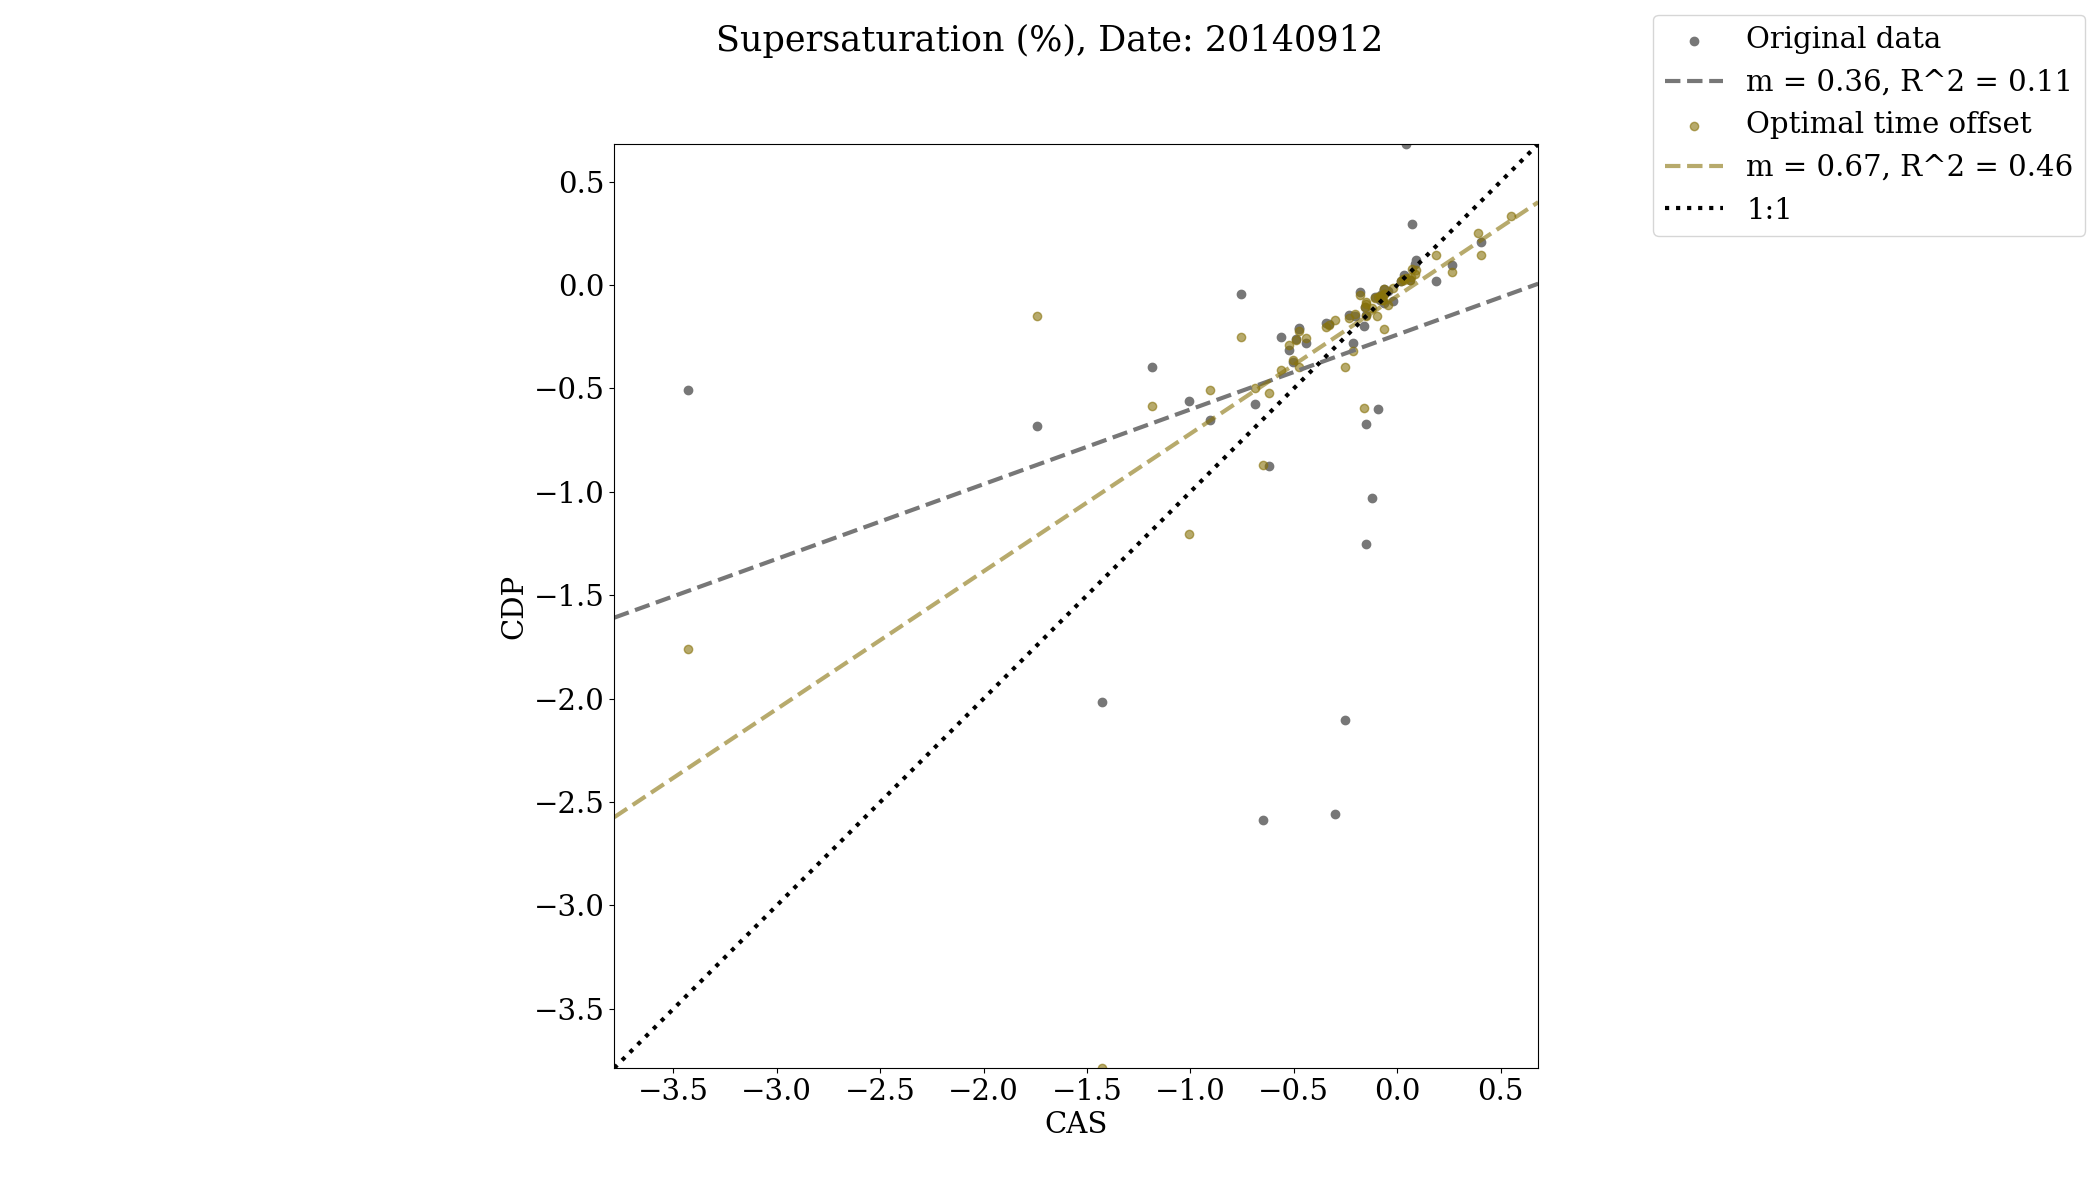 Supersaturation (%), Date: 20140912
Original data
m = 0.36, R^2 = 0.11
Optimal time offset
m = 0.67, R^2 = 0.46
1:1
0.5
0.0
−0.5
−1.0
−1.5
−2.0
−2.5
−3.0
−3.5
CDP
−3.5 −3.0 −2.5 −2.0 −1.5 −1.0 −0.5 0.0 0.5
CAS